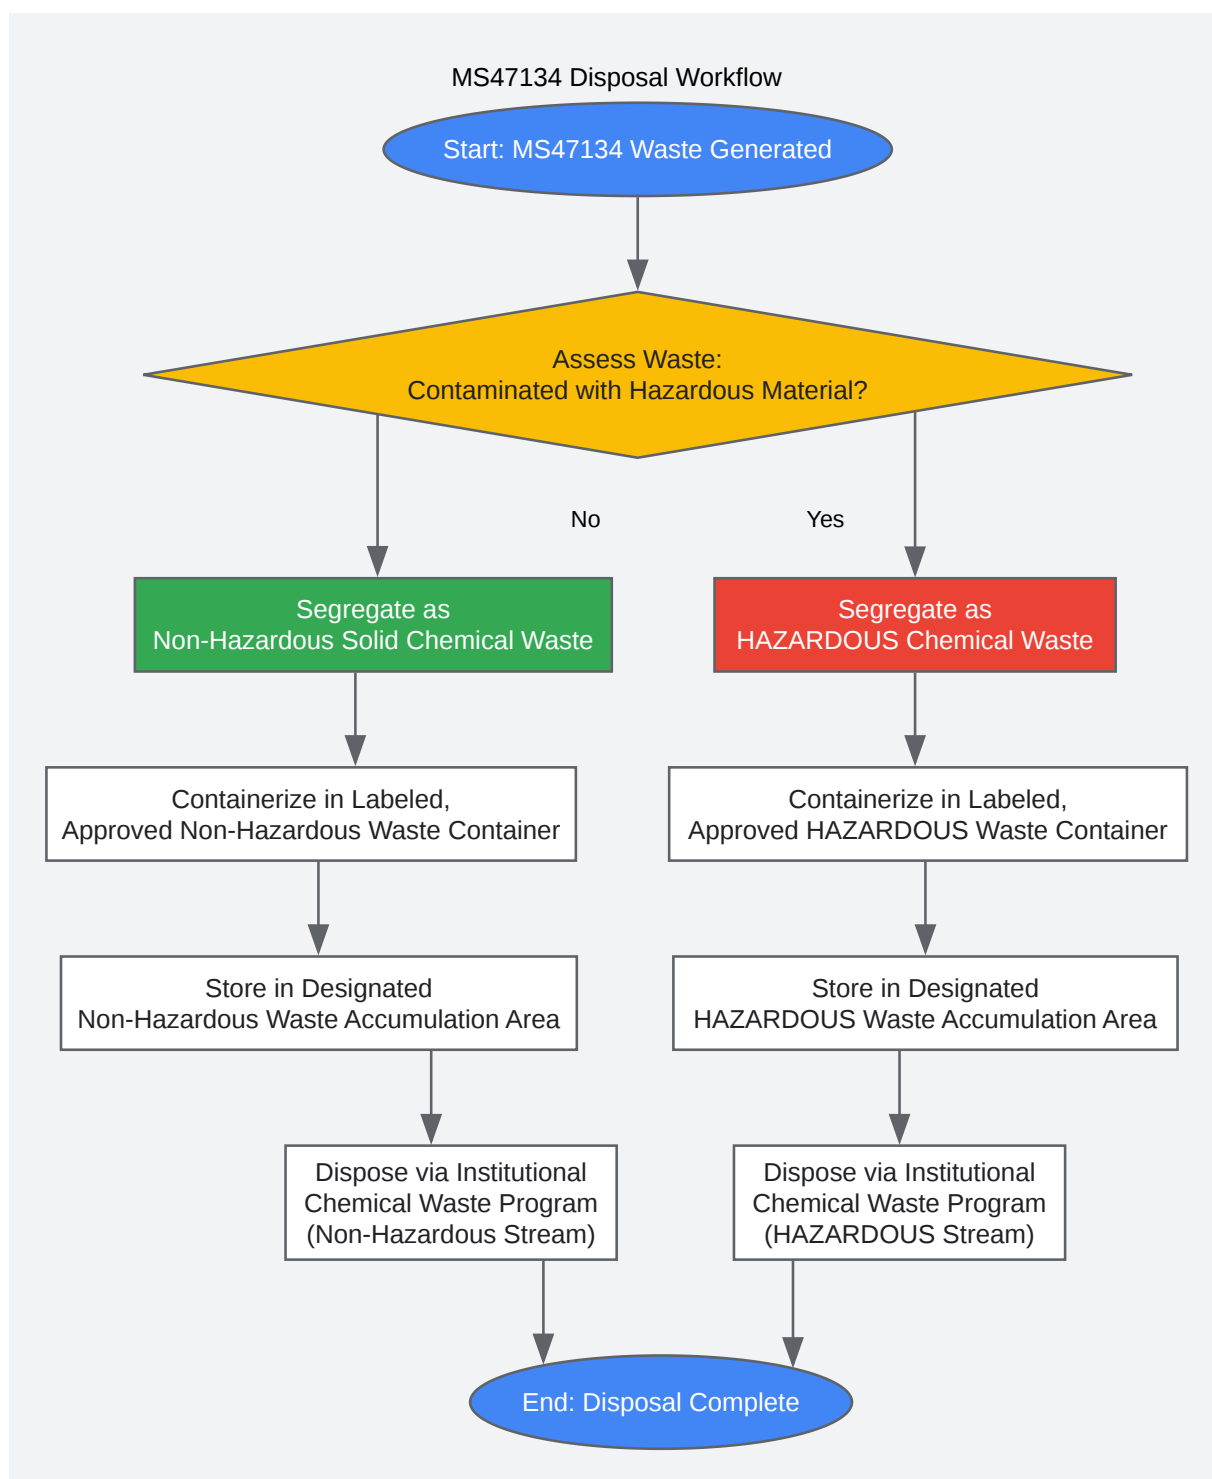 MS47134 Disposal Workflow
Start: MS47134 Waste Generated
Assess Waste:
Contaminated with Hazardous Material?
No
Yes
Segregate as
Non-Hazardous Solid Chemical Waste
Segregate as
HAZARDOUS Chemical Waste
Containerize in Labeled,
Approved Non-Hazardous Waste Container
Containerize in Labeled,
Approved HAZARDOUS Waste Container
Store in Designated
Non-Hazardous Waste Accumulation Area
Store in Designated
HAZARDOUS Waste Accumulation Area
Dispose via Institutional
Chemical Waste Program
(Non-Hazardous Stream)
Dispose via Institutional
Chemical Waste Program
(HAZARDOUS Stream)
End: Disposal Complete